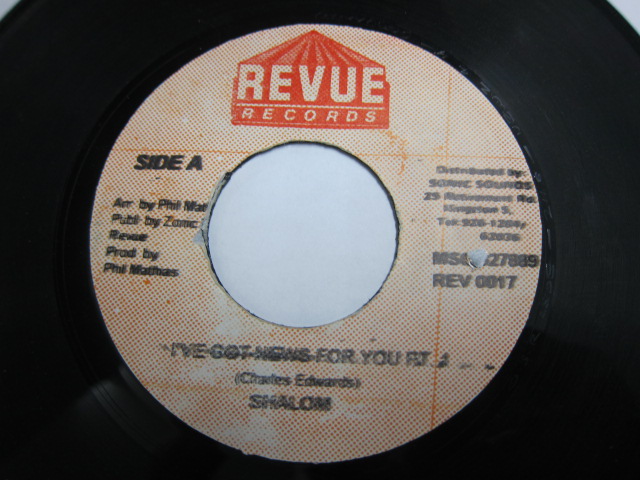 REVUE
RECORDS
SIDE A
Arr. by Phil Mat
Publ. by
Revue
Prod. by
Phil Mathias
Distributed by:
SONIC SOUNDS
25 Retirement Rd.
Kingston 5,
REV 0017
I'VE GOT NEWS FOR YOU PT
(Charles Edwards)
SHALOM